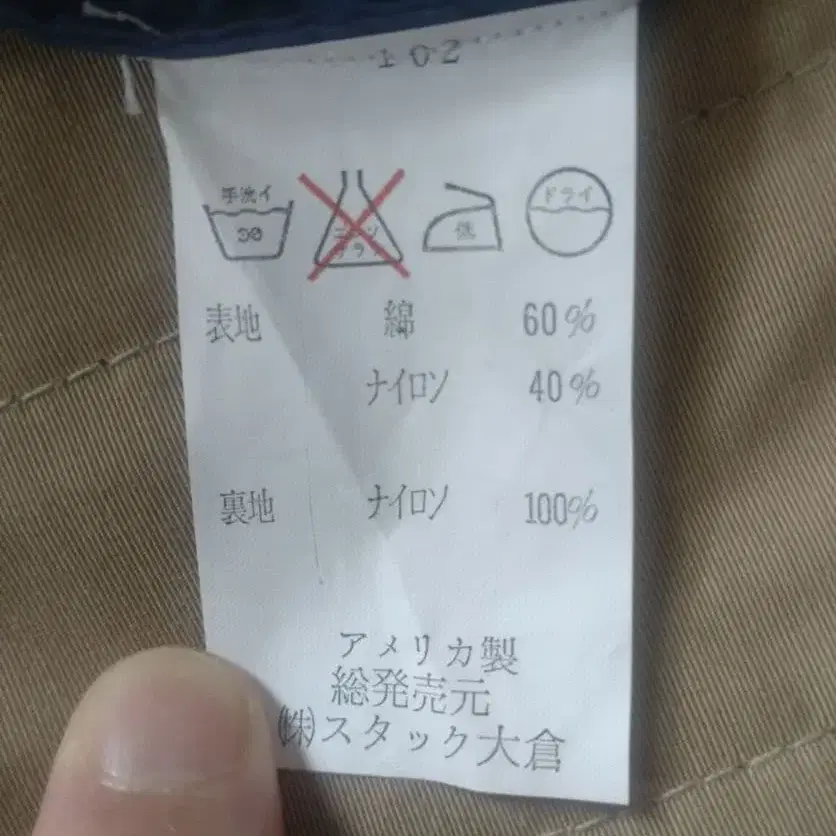 102
手洗イ 30 エンソ サラシ 低 ドライ
表地 綿 60%
ナイロン 40%
裏地 ナイロン 100%
アメリカ製
総発売元
(株)スタック大倉